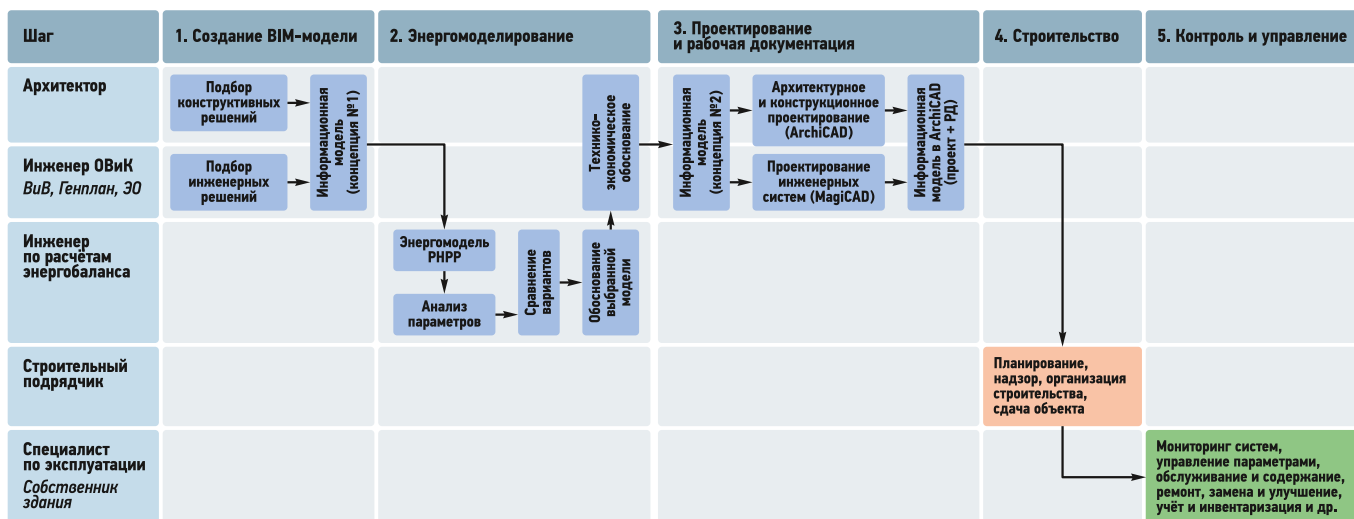 Шаг
1. Создание BIM-модели
2. Энергомоделирование
3. Проектирование
и рабочая документация
4. Строительство
5. Контроль и управление
Архитектор
Подбор
конструктивных
решений
Информационная
модель
(концепция №1)
Технико-
экономическое
обоснование
Информационная
модель
(концепция №2)
Архитектурное
и конструкционное
проектирование
(ArchiCAD)
Информационная
модель в ArchiCAD
(проект + РД)
Инженер ОВиК
ВиВ, Генплан, ЭО
Подбор
инженерных
решений
Проектирование
инженерных
систем (MagiCAD)
Инженер
по расчётам
энергобаланса
Энергомодель
PHPP
Анализ
параметров
Сравнение
вариантов
Обоснование
выбранной
модели
Строительный
подрядчик
Планирование,
надзор, организация
строительства,
сдача объекта
Специалист
по эксплуатации
Собственник
здания
Мониторинг систем,
управление параметрами,
обслуживание и содержание,
ремонт, замена и улучшение,
учёт и инвентаризация и др.